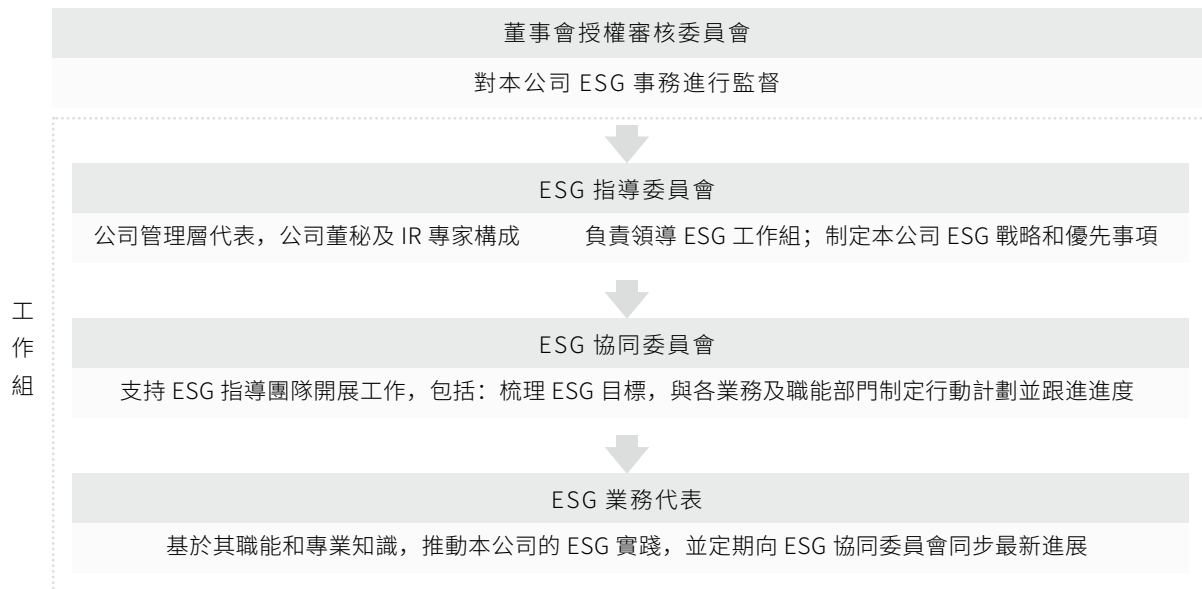 董事會授權審核委員會
對本公司 ESG 事務進行監督
ESG 指導委員會
公司管理層代表，公司董秘及 IR 專家構成
負責領導 ESG 工作組；制定本公司 ESG 戰略和優先事項
工
作
組
ESG 協同委員會
支持 ESG 指導團隊開展工作，包括：梳理 ESG 目標，與各業務及職能部門制定行動計劃並跟進進度
ESG 業務代表
基於其職能和專業知識，推動本公司的 ESG 實踐，並定期向 ESG 協同委員會同步最新進展